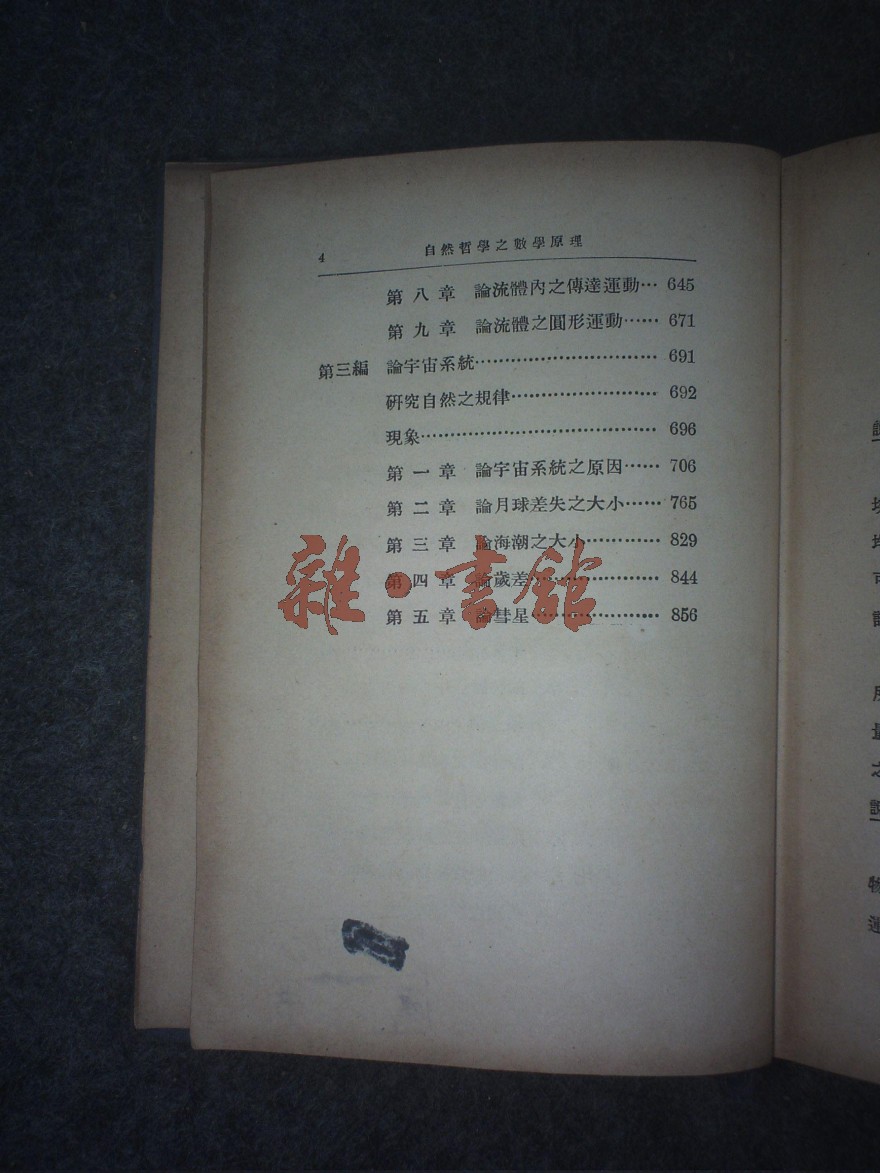 4 自然哲學之數學原理
第八章 論流體內之傳達運動… 645
第九章 論流體之圓形運動…… 671
第三編 論宇宙系統…………………………… 691
研究自然之規律……………………… 692
現象…………………………………… 696
第一章 論宇宙系統之原因…… 706
第二章 論月球差失之大小…… 765
第三章 論海潮之大小………… 829
第四章 論歲差………………… 844
第五章 論彗星………………… 856
雜·書館